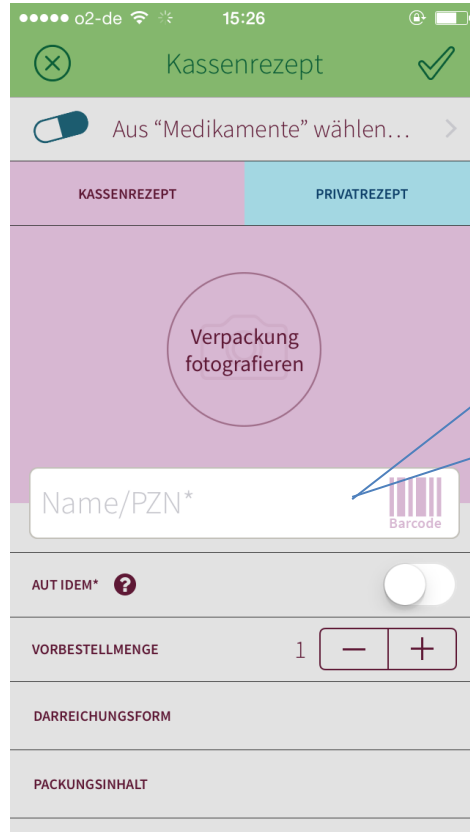 o2-de 15:26
Kassenrezept
Aus “Medikamente” wählen...
KASSENREZEPT PRIVATREZEPT
Verpackung
fotografieren
Name/PZN*
Barcode
AUT IDEM* ?
VORBESTELLMENGE 1 − +
DARREICHUNGSFORM
PACKUNGSINHALT